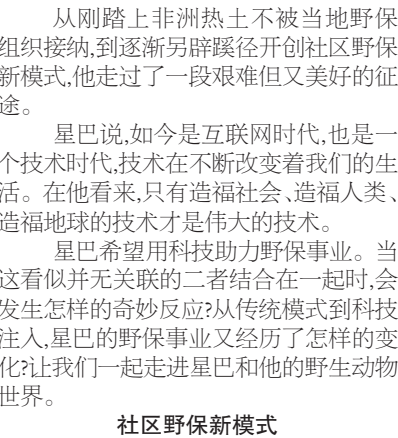 从刚踏上非洲热土不被当地野保
组织接纳,到逐渐另辟蹊径开创社区野保
新模式,他走过了一段艰难但又美好的征
途。
星巴说,如今是互联网时代,也是一
个技术时代,技术在不断改变着我们的生
活。在他看来,只有造福社会、造福人类、
造福地球的技术才是伟大的技术。
星巴希望用科技助力野保事业。当
这看似并无关联的二者结合在一起时,会
发生怎样的奇妙反应?从传统模式到科技
注入,星巴的野保事业又经历了怎样的变
化?让我们一起走进星巴和他的野生动物
世界。
社区野保新模式